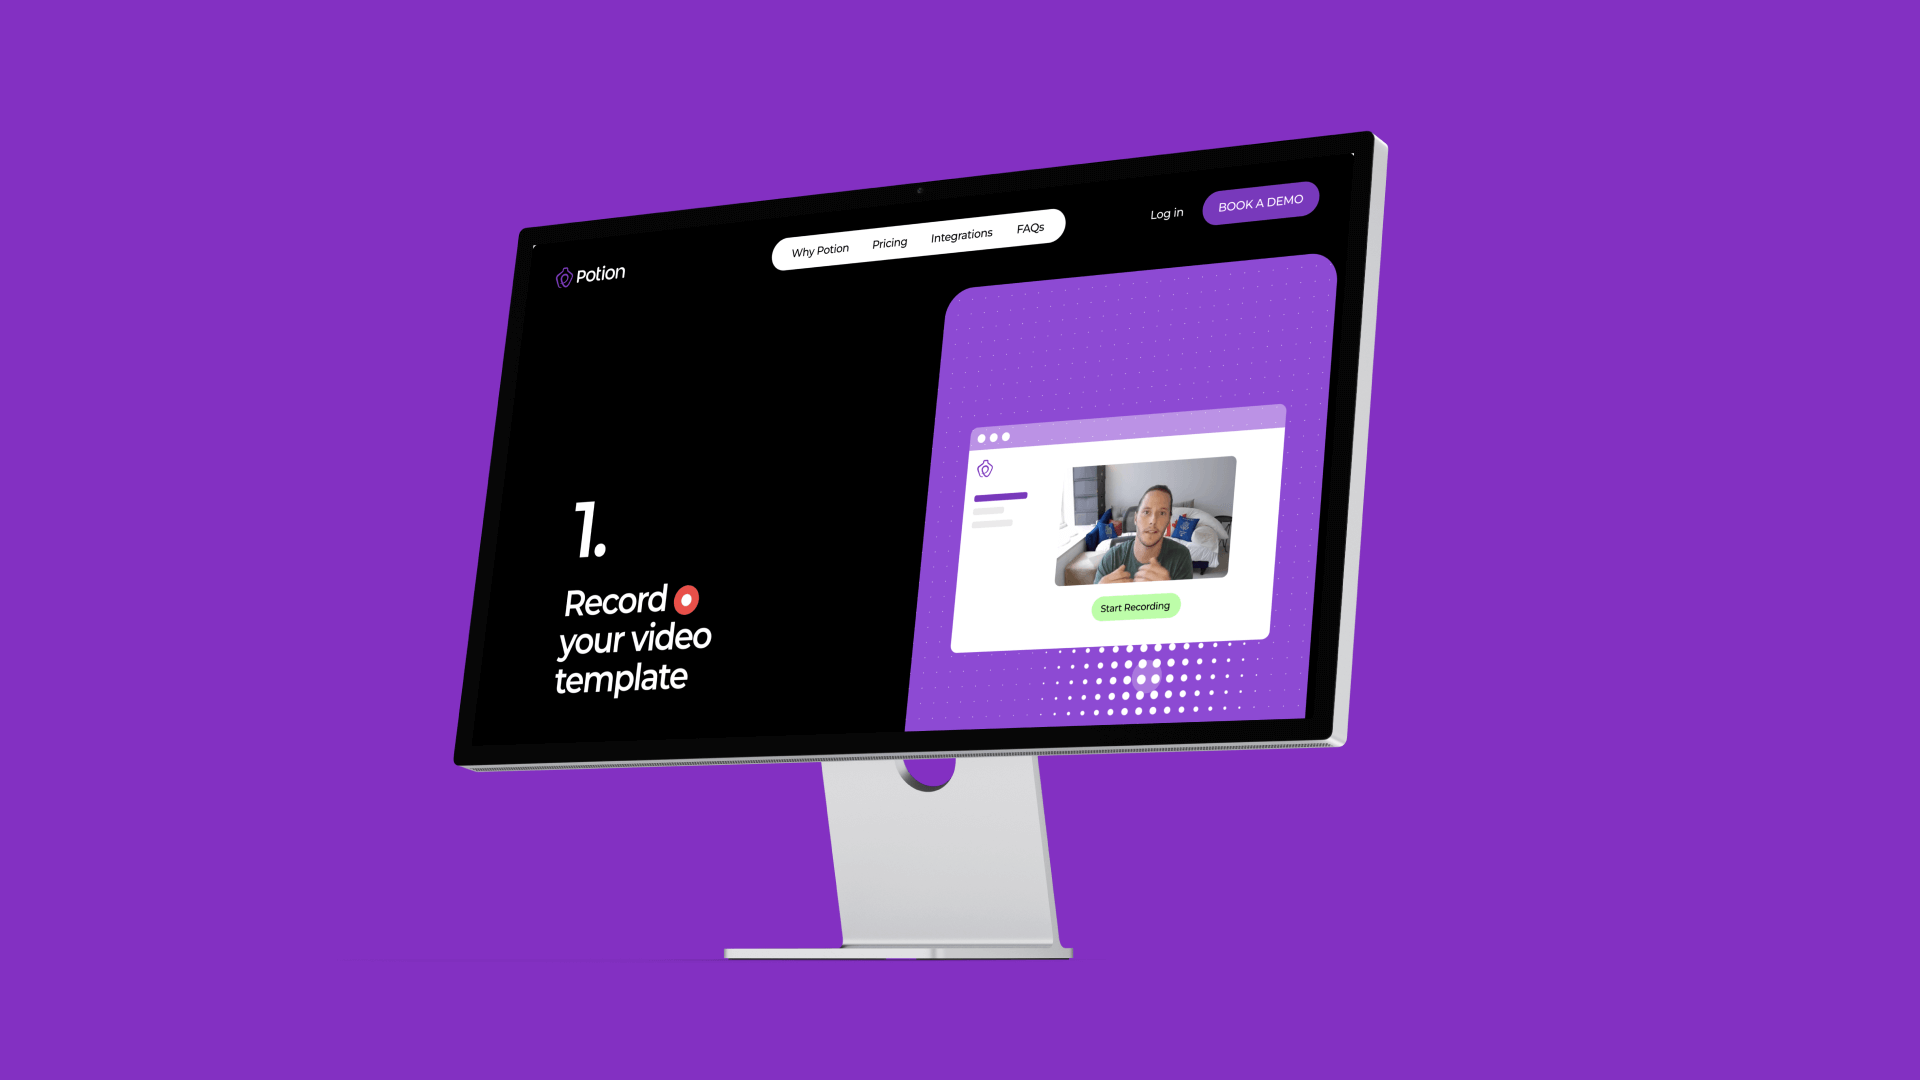 Potion
Why Potion Pricing Integrations FAQs
Log in
BOOK A DEMO
1.
Record
your video
template
Start Recording